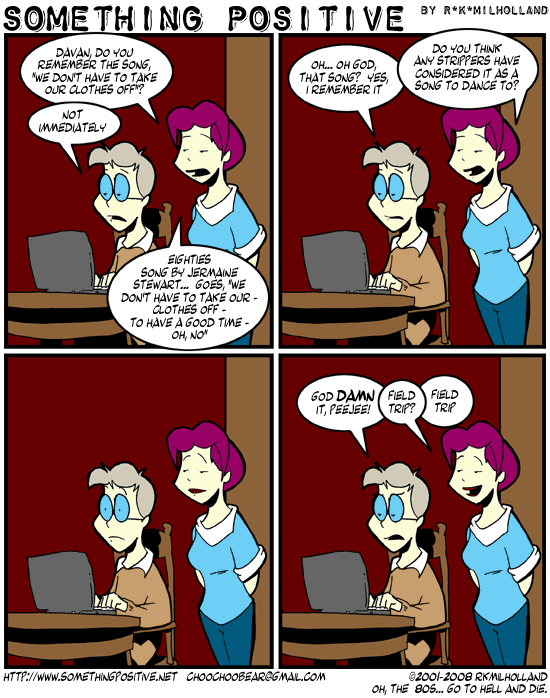 SOMETHING POSITIVE BY R*K*MILHOLLAND
DAVAN, DO YOU
REMEMBER THE SONG,
"WE DON'T HAVE TO TAKE
OUR CLOTHES OFF"?
NOT
IMMEDIATELY
EIGHTIES
SONG BY JERMAINE
STEWART... GOES, "WE
DON'T HAVE TO TAKE OUR -
CLOTHES OFF -
TO HAVE A GOOD TIME -
OH, NO"
OH... OH GOD,
THAT SONG? YES,
I REMEMBER IT
DO YOU THINK
ANY STRIPPERS HAVE
CONSIDERED IT AS A
SONG TO DANCE TO?
GOD DAMN
IT, PEEJEE!
FIELD
TRIP?
FIELD
TRIP
HTTP://WWW.SOMETHINGPOSITIVE.NET CHOOCHOOBEAR@GMAIL.COM
©2001-2008 RKMILHOLLAND
OH, THE 80S... GO TO HELL AND DIE.